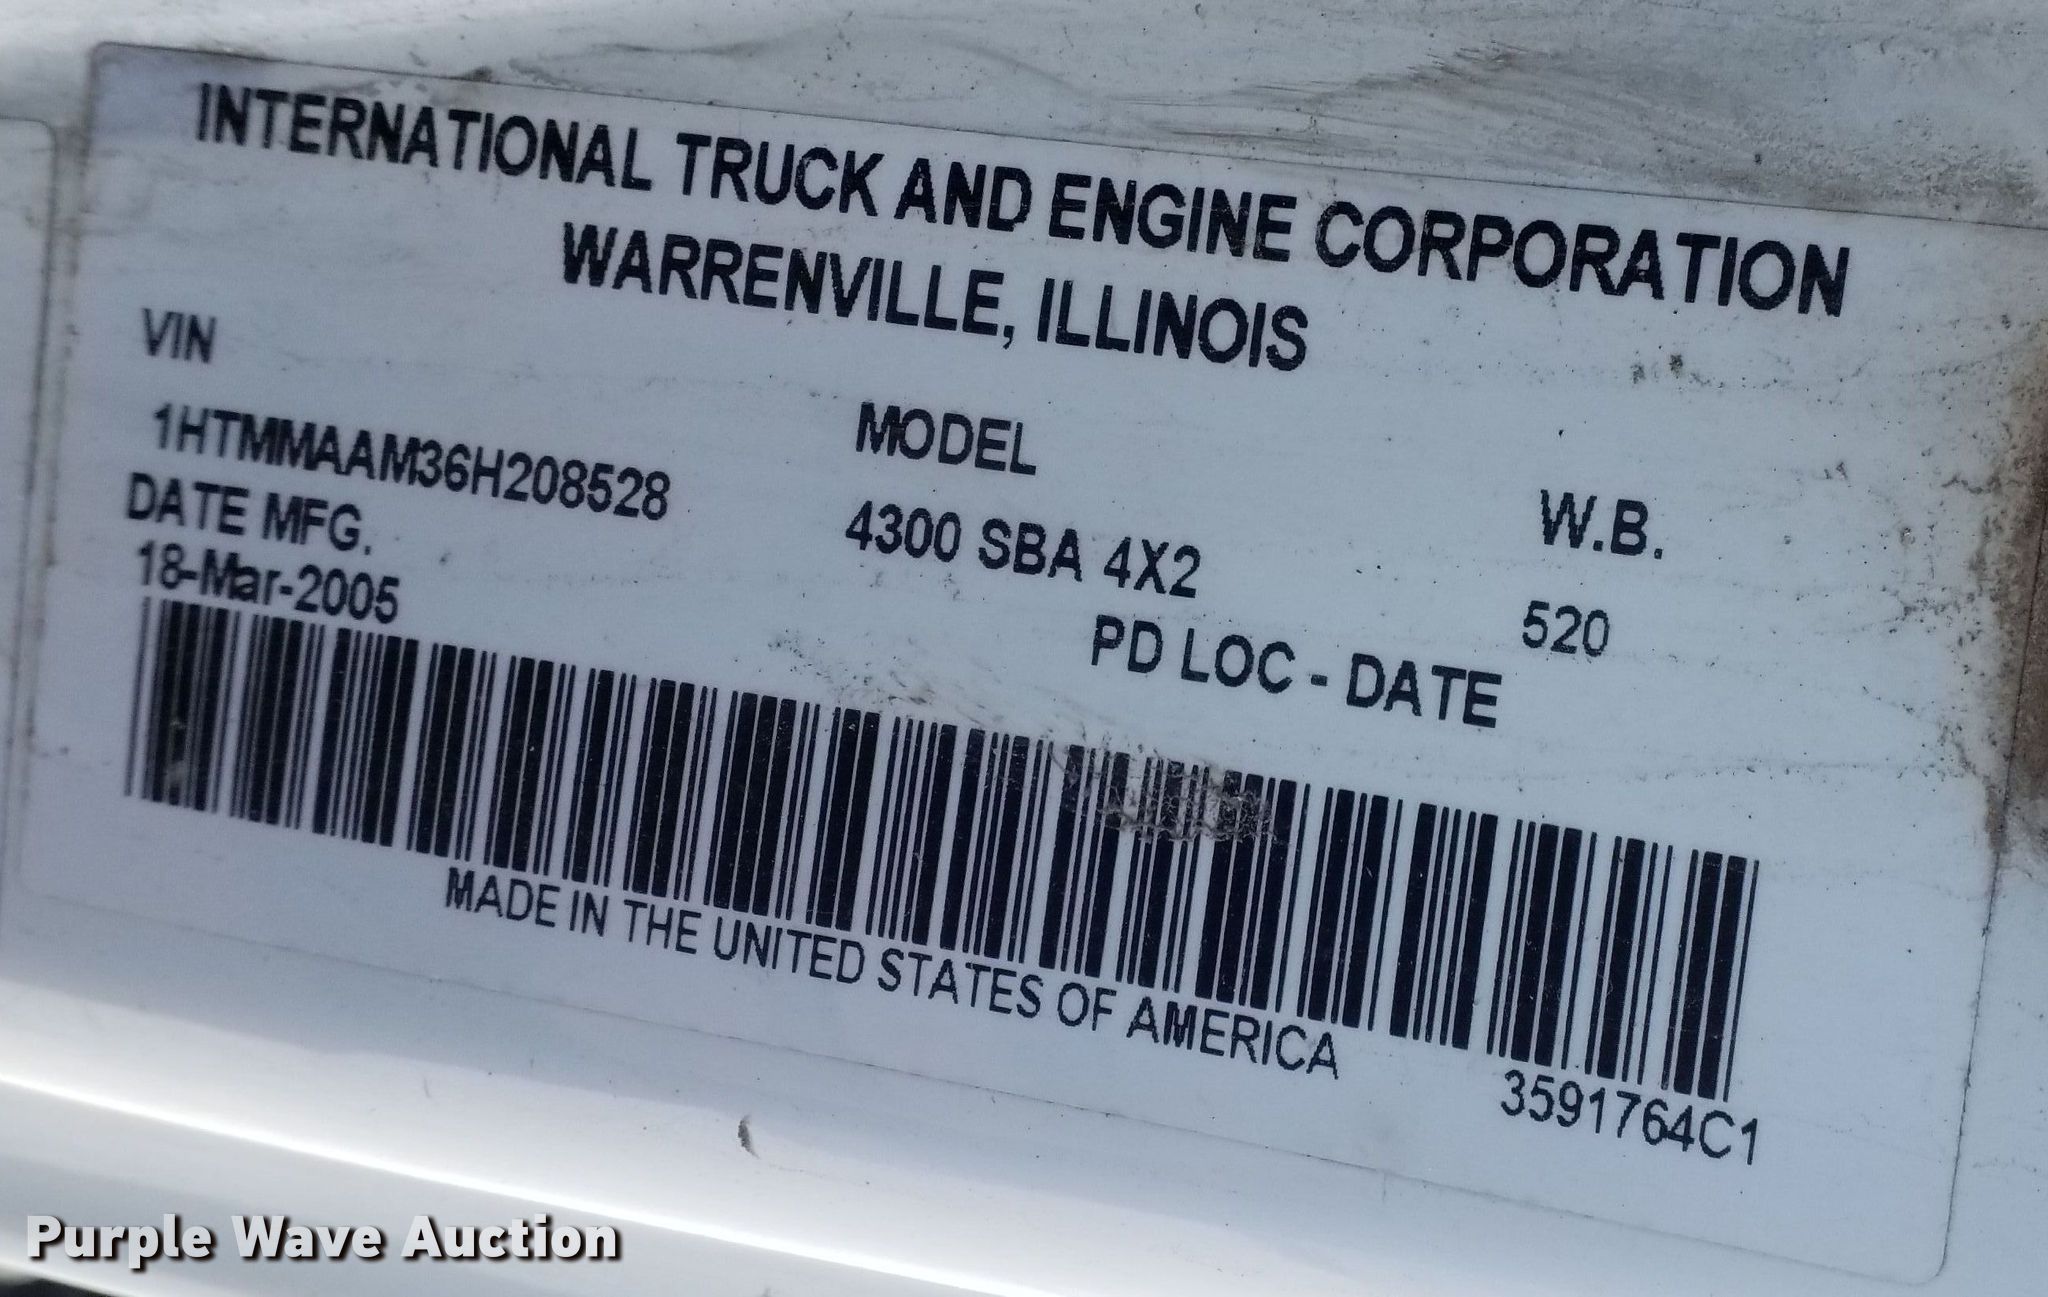 INTERNATIONAL TRUCK AND ENGINE CORPORATION
WARRENVILLE, ILLINOIS
VIN
1HTMMAAM36H208528
MODEL
W.B.
DATE MFG.
4300 SBA 4X2
520
18-Mar-2005
PD LOC - DATE
MADE IN THE UNITED STATES OF AMERICA
3591764C1
Purple Wave Auction